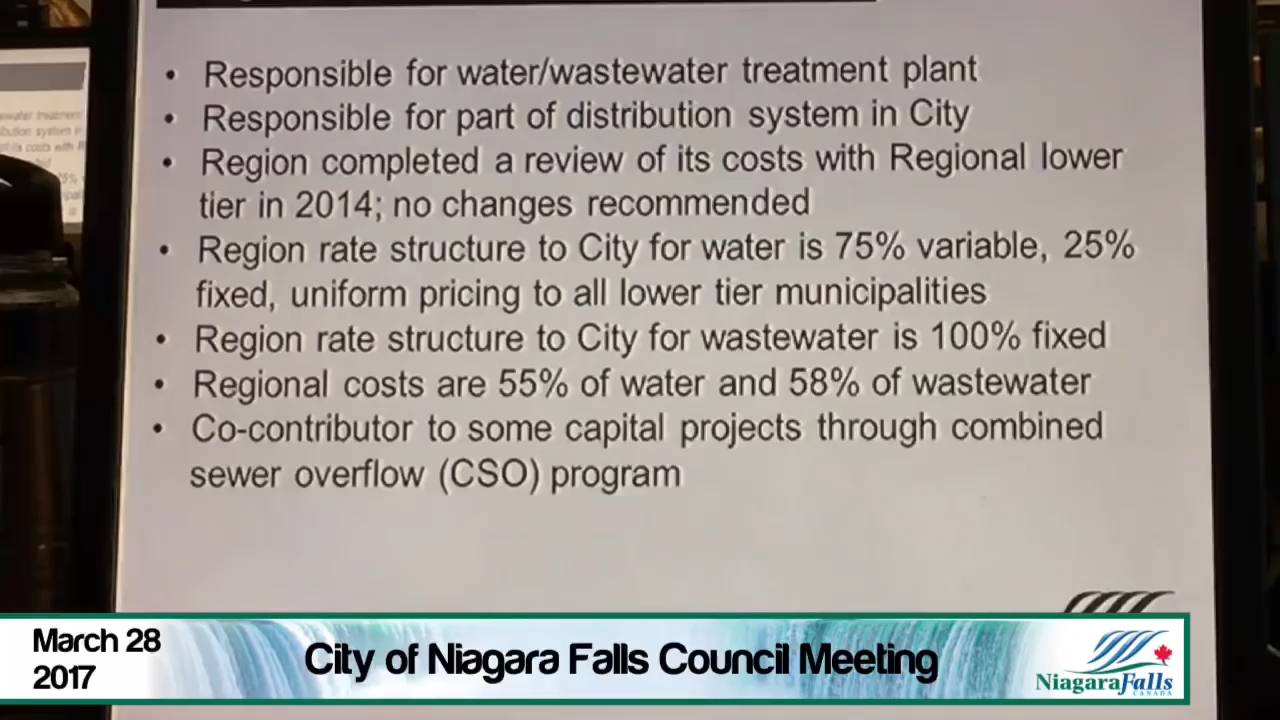 • Responsible for water/wastewater treatment plant
• Responsible for part of distribution system in City
• Region completed a review of its costs with Regional lower
tier in 2014; no changes recommended
• Region rate structure to City for water is 75% variable, 25%
fixed, uniform pricing to all lower tier municipalities
• Region rate structure to City for wastewater is 100% fixed
• Regional costs are 55% of water and 58% of wastewater
• Co-contributor to some capital projects through combined
sewer overflow (CSO) program
March 28
2017
City of Niagara Falls Council Meeting
NiagaraFalls
CANADA